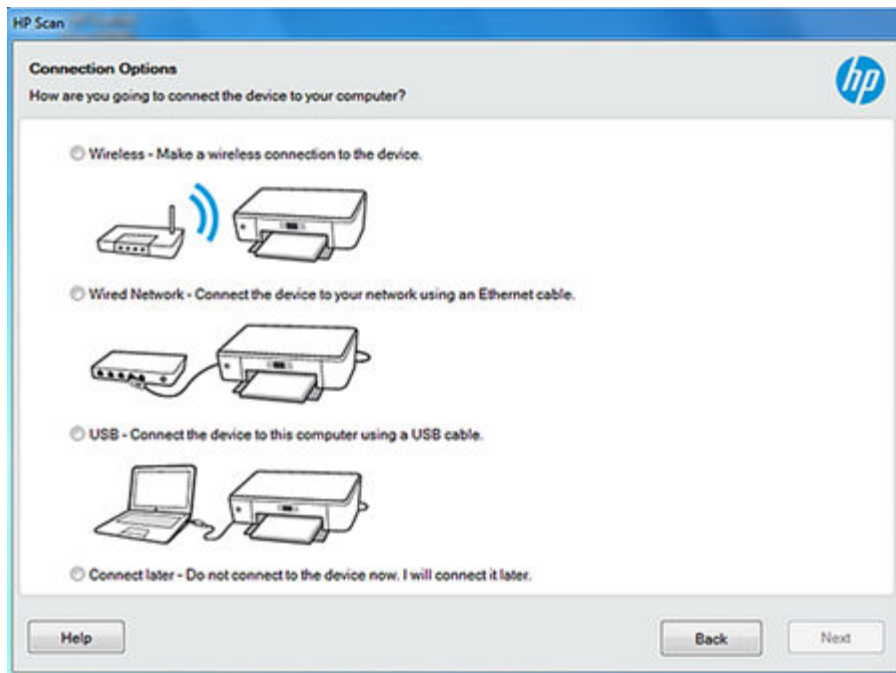 HP Scan
Connection Options
How are you going to connect the device to your computer?
hp
Wireless - Make a wireless connection to the device.
Wired Network - Connect the device to your network using an Ethernet cable.
USB - Connect the device to this computer using a USB cable.
Connect later - Do not connect to the device now. I will connect it later.
Help
Back
Next